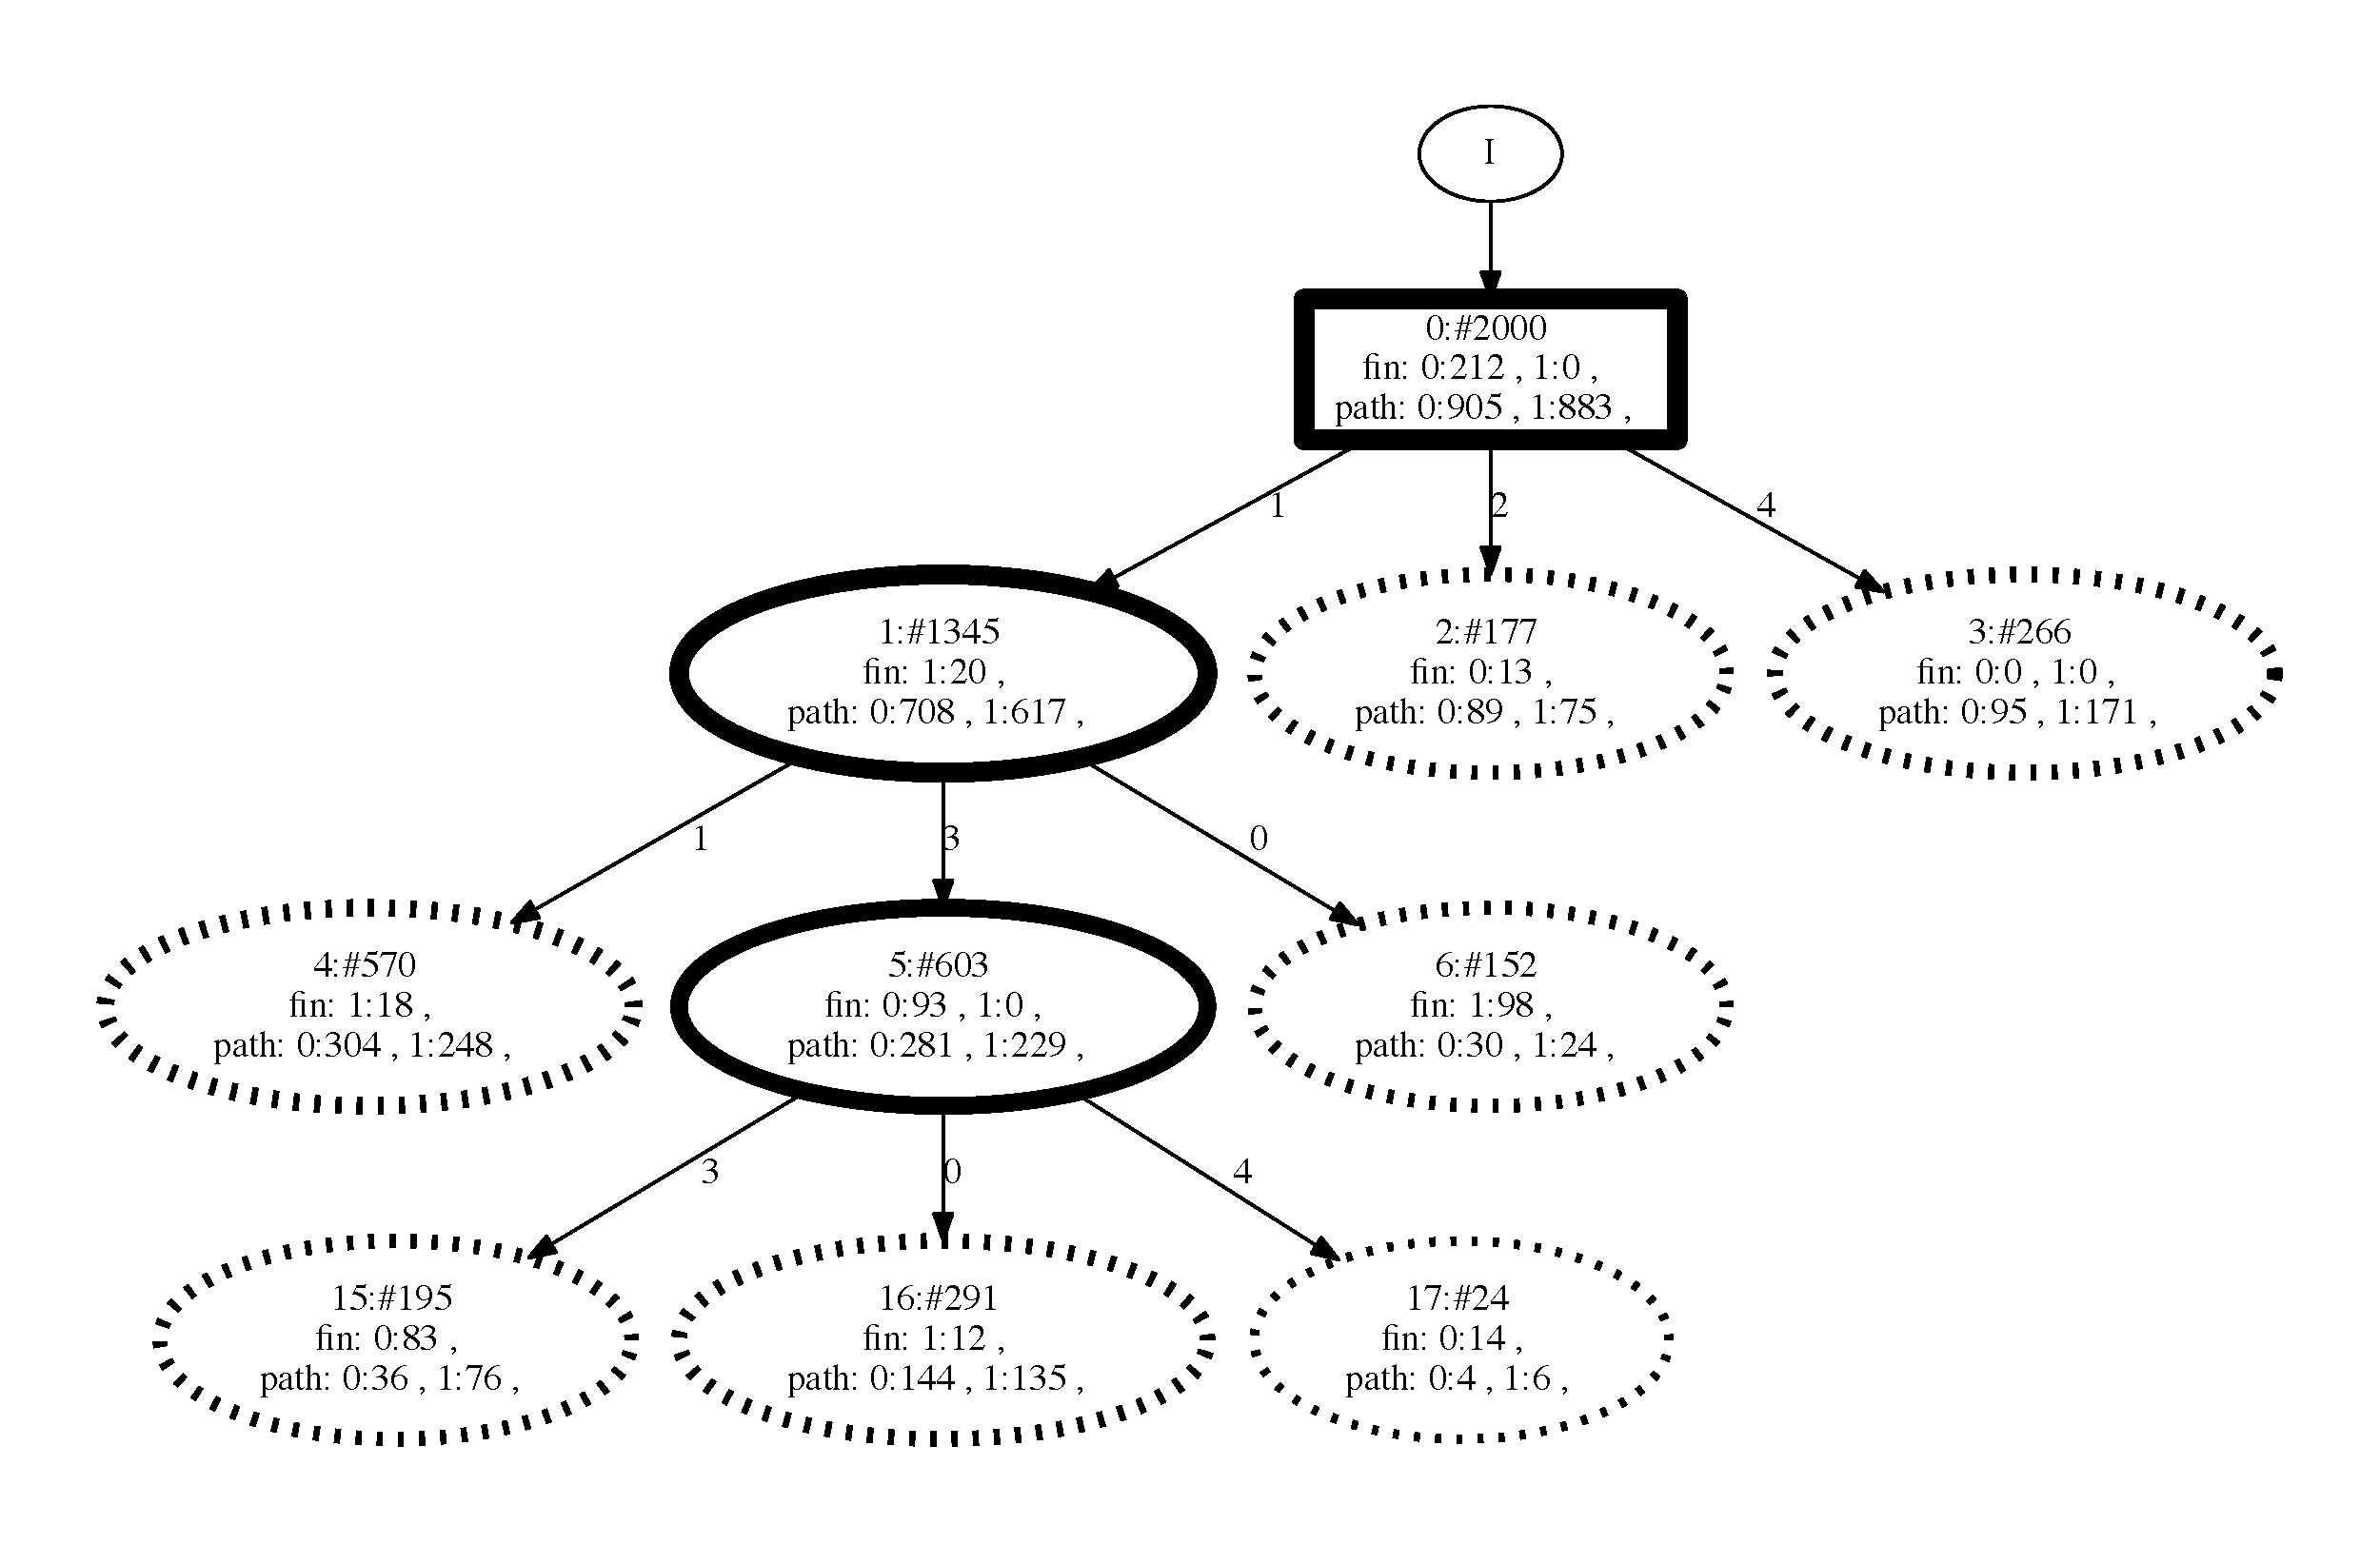 I
0:#2000
fin: 0:212 , 1:0 ,
path: 0:905 , 1:883 ,
1
2
4
1:#1345
fin: 1:20 ,
path: 0:708 , 1:617 ,
2:#177
fin: 0:13 ,
path: 0:89 , 1:75 ,
3:#266
fin: 0:0 , 1:0 ,
path: 0:95 , 1:171 ,
1
3
0
4:#570
fin: 1:18 ,
path: 0:304 , 1:248 ,
5:#603
fin: 0:93 , 1:0 ,
path: 0:281 , 1:229 ,
6:#152
fin: 1:98 ,
path: 0:30 , 1:24 ,
3
0
4
15:#195
fin: 0:83 ,
path: 0:36 , 1:76 ,
16:#291
fin: 1:12 ,
path: 0:144 , 1:135 ,
17:#24
fin: 0:14 ,
path: 0:4 , 1:6 ,